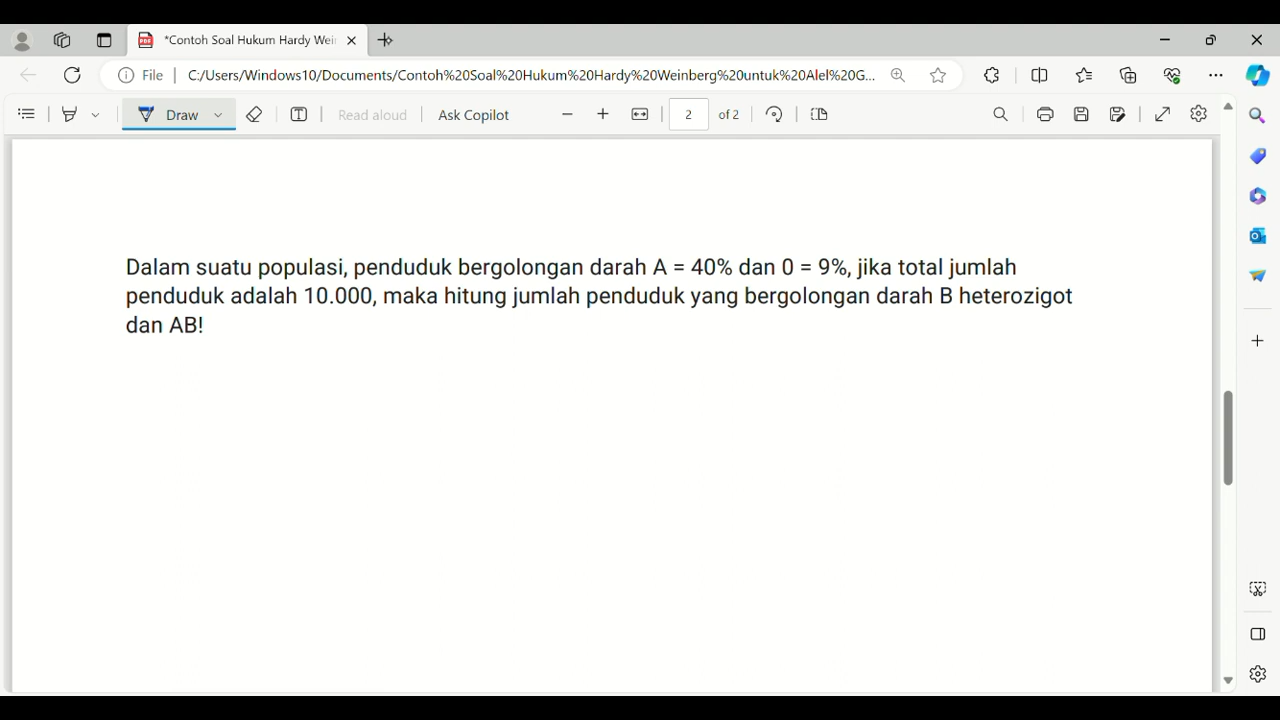 *Contoh Soal Hukum Hardy Wei
File C:/Users/Windows10/Documents/Contoh%20Soal%20Hukum%20Hardy%20Weinberg%20untuk%20Alel%20G...
Draw Read aloud Ask Copilot 2 of 2
Dalam suatu populasi, penduduk bergolongan darah A = 40% dan 0 = 9%, jika total jumlah
penduduk adalah 10.000, maka hitung jumlah penduduk yang bergolongan darah B heterozigot
dan AB!